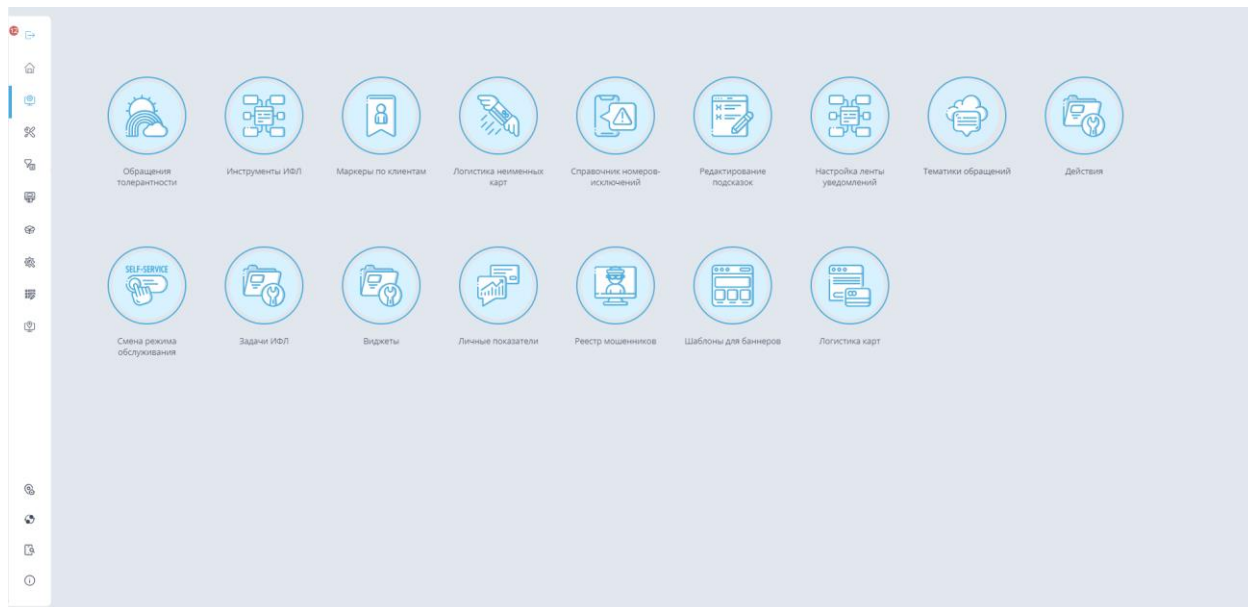 12
Обращения
толерантности
Инструменты ИФЛ
Маркеры по клиентам
Логистика неименных
карт
Справочник номеров-
исключений
Редактирование
подсказок
Настройка ленты
уведомлений
Тематики обращений
Действия
SELF-SERVICE
Смена режима
обслуживания
Задачи ИФЛ
Виджеты
Личные показатели
Реестр мошенников
Шаблоны для баннеров
Логистика карт